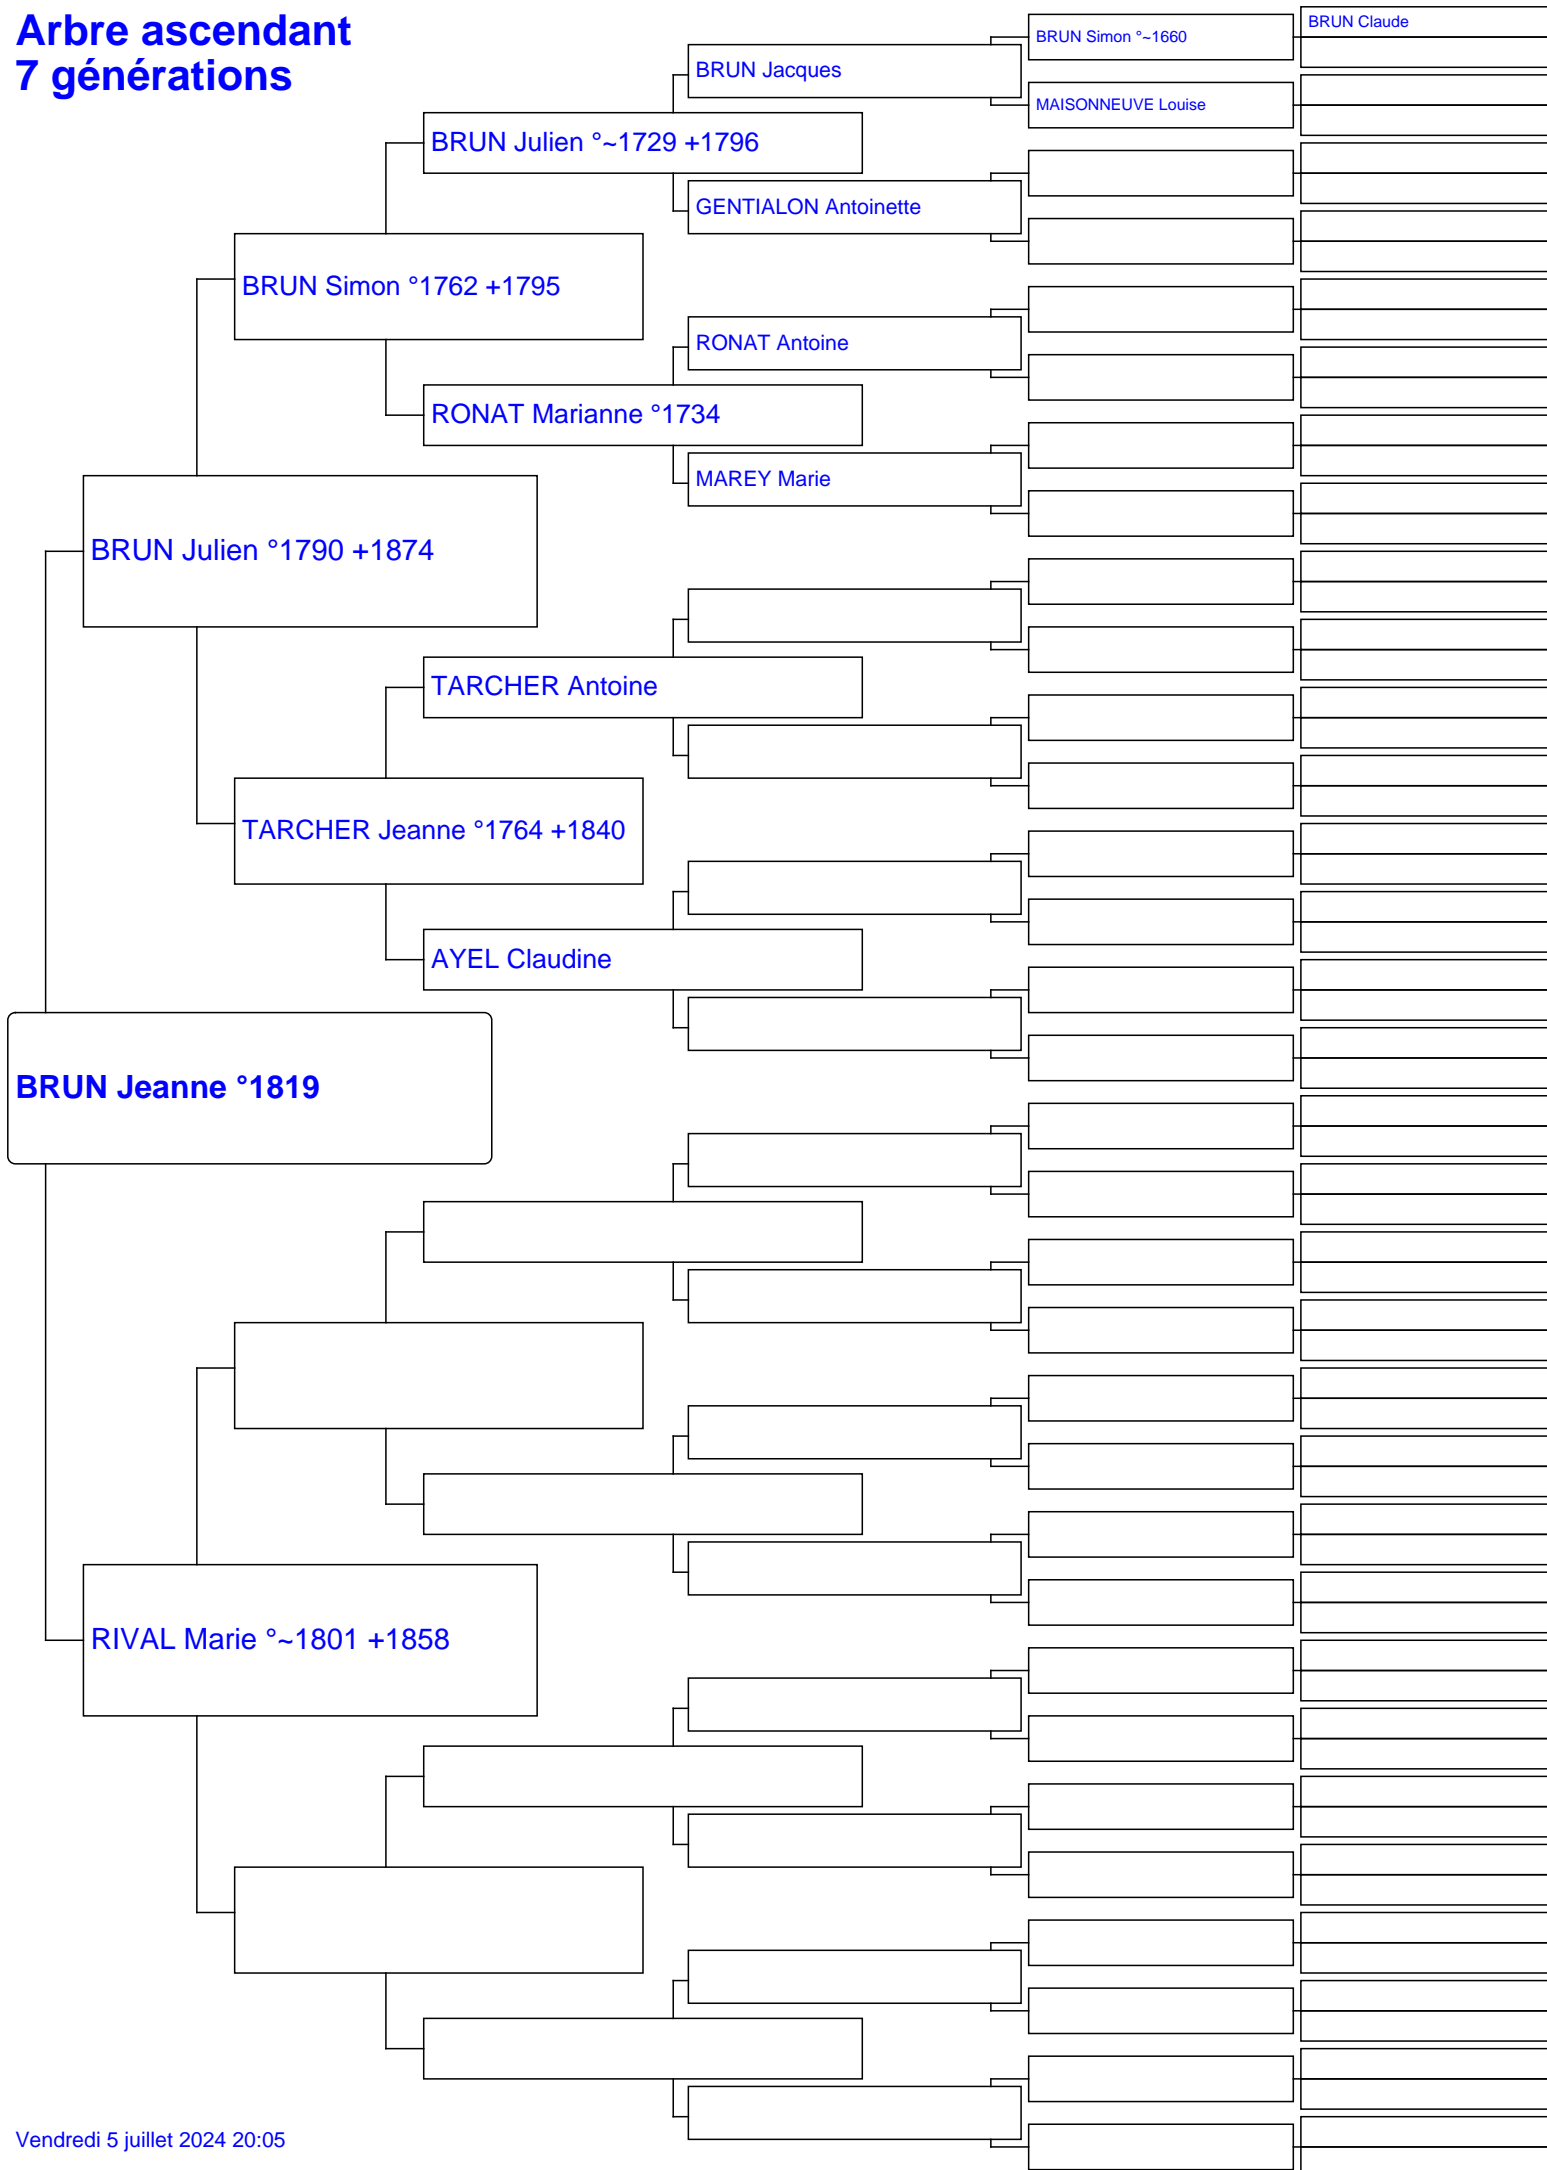 Arbre ascendant
7 générations
BRUN Claude
BRUN Simon °~1660
BRUN Jacques
MAISONNEUVE Louise
BRUN Julien °~1729 +1796
GENTIALON Antoinette
BRUN Simon °1762 +1795
RONAT Antoine
RONAT Marianne °1734
MAREY Marie
BRUN Julien °1790 +1874
TARCHER Antoine
TARCHER Jeanne °1764 +1840
AYEL Claudine
BRUN Jeanne °1819
RIVAL Marie °~1801 +1858
Vendredi 5 juillet 2024 20:05